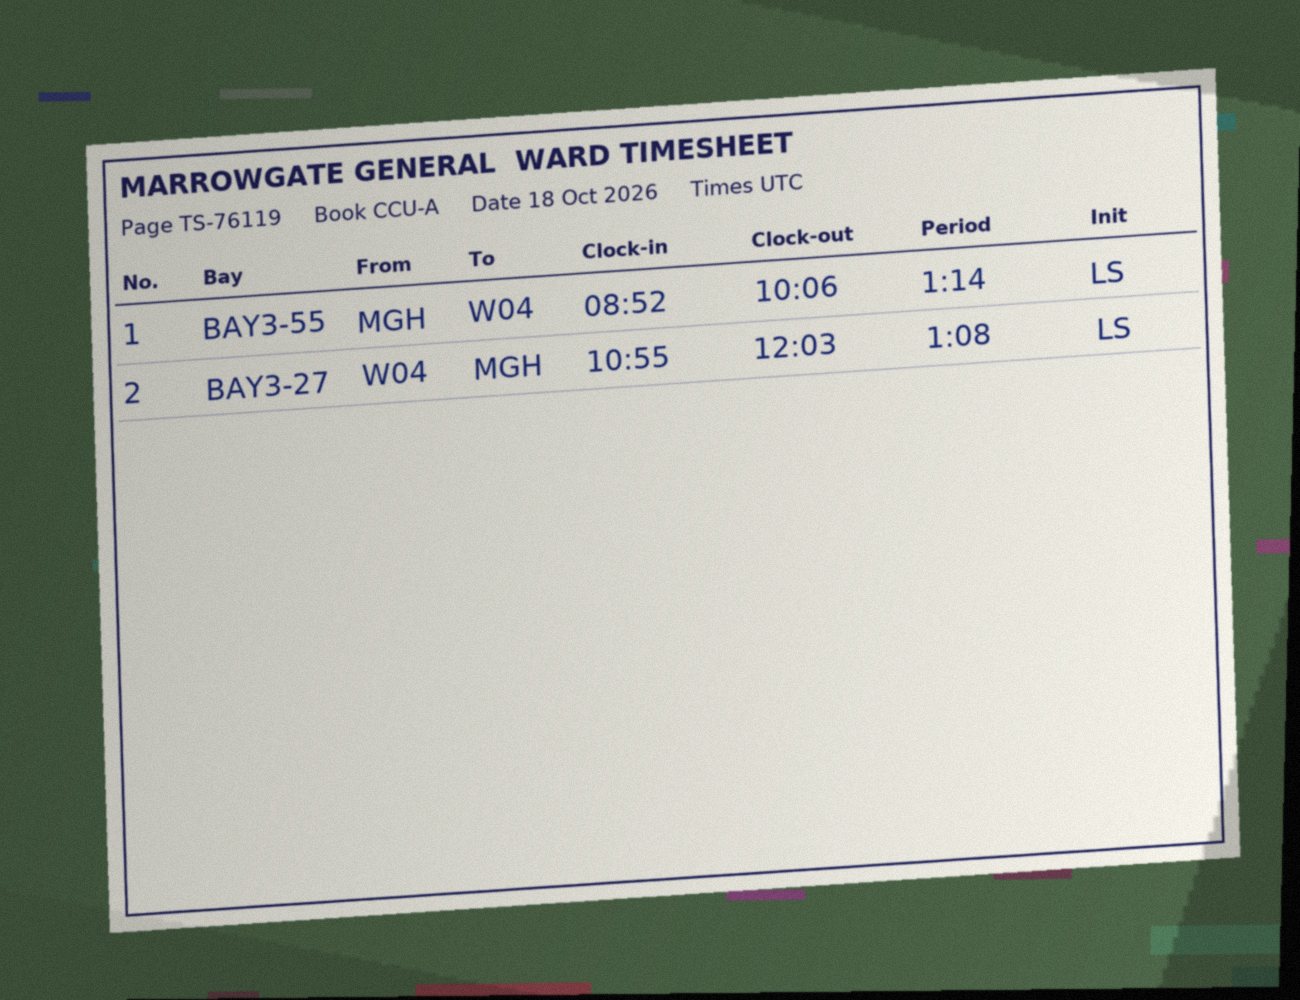 MARROWGATE GENERAL WARD TIMESHEET
Page TS-76119 Book CCU-A Date 18 Oct 2026 Times UTC
No. Bay From To Clock-in Clock-out Period Init
1 BAY3-55 MGH W04 08:52 10:06 1:14 LS
2 BAY3-27 W04 MGH 10:55 12:03 1:08 LS